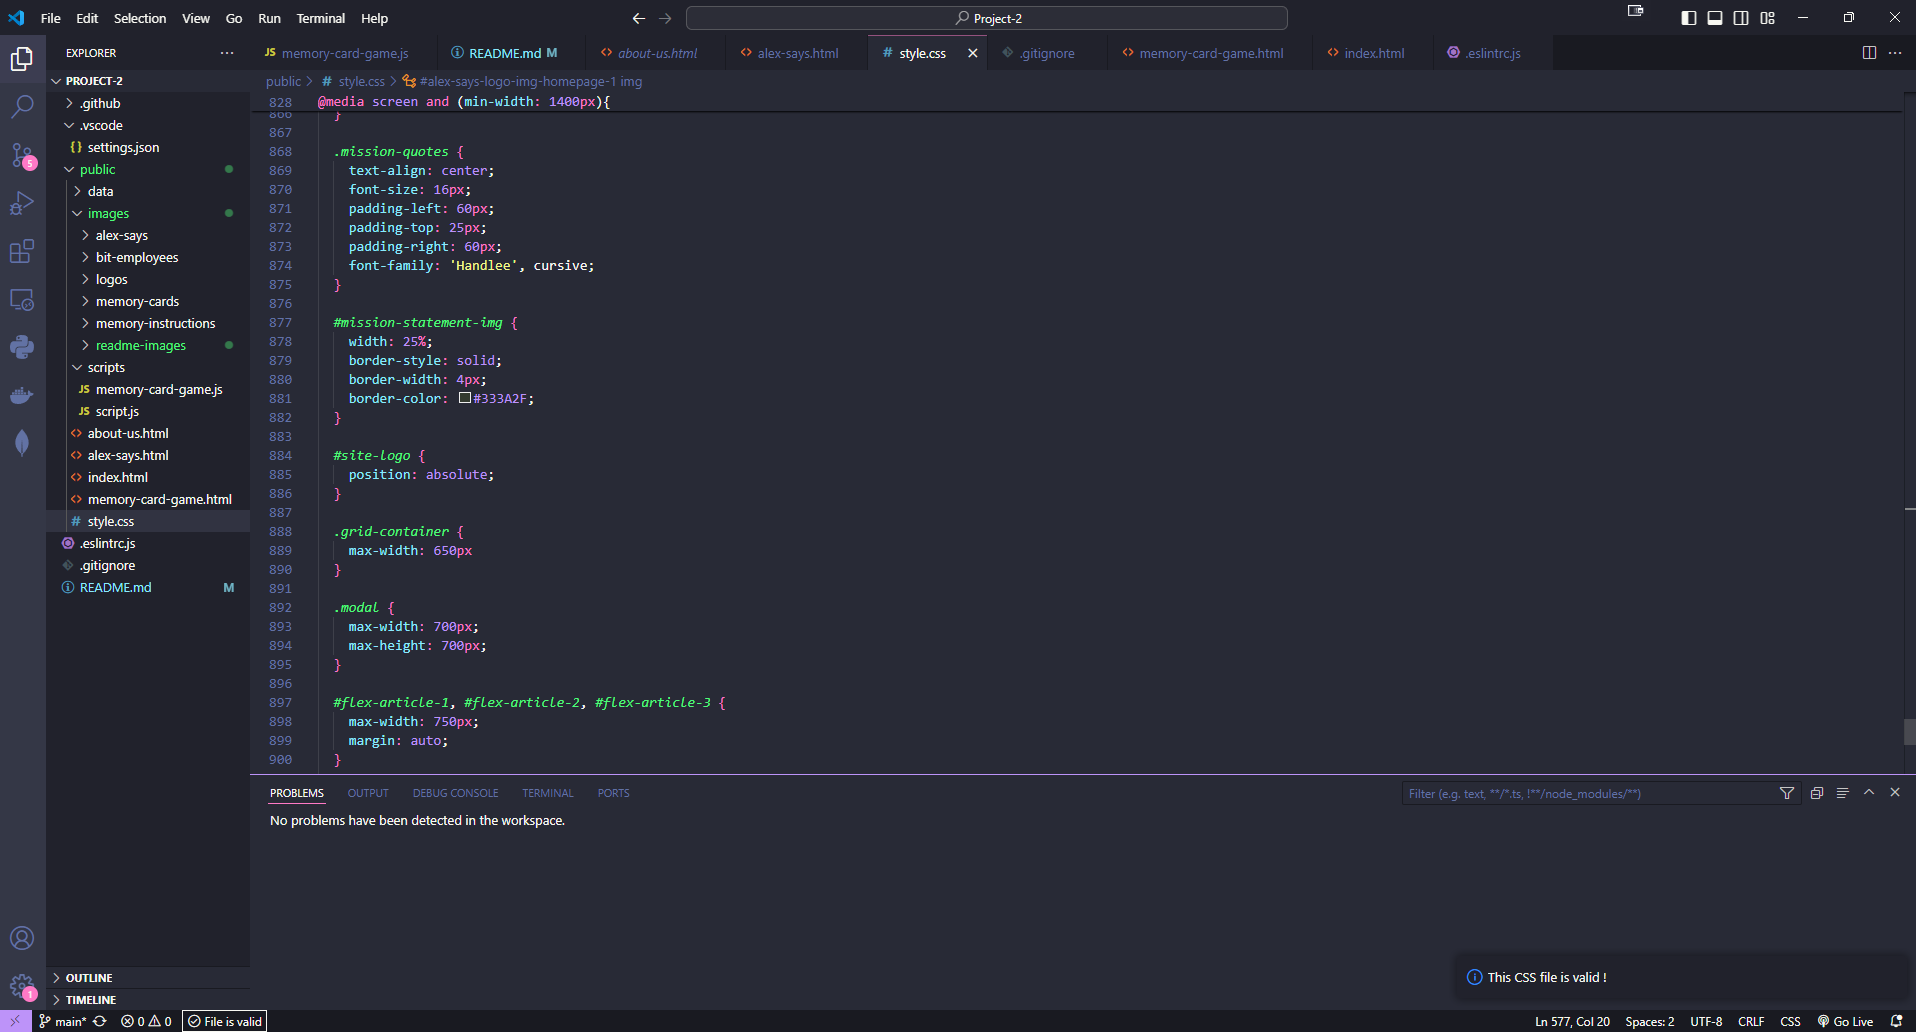 File Edit Selection View Go Run Terminal Help
Project-2
EXPLORER
PROJECT-2
.github
.vscode
{} settings.json
public
data
images
alex-says
bit-employees
logos
memory-cards
memory-instructions
readme-images
scripts
JS memory-card-game.js
JS script.js
<> about-us.html
<> alex-says.html
<> index.html
<> memory-card-game.html
# style.css
.eslintrc.js
.gitignore
README.md M
OUTLINE
TIMELINE
5
1
JS memory-card-game.js README.md M <> about-us.html <> alex-says.html # style.css .gitignore <> memory-card-game.html <> index.html .eslintrc.js
public > # style.css > #alex-says-logo-img-homepage-1 img
828 @media screen and (min-width: 1400px){
866 }
867
868 .mission-quotes {
869 text-align: center;
870 font-size: 16px;
871 padding-left: 60px;
872 padding-top: 25px;
873 padding-right: 60px;
874 font-family: 'Handlee', cursive;
875 }
876
877 #mission-statement-img {
878 width: 25%;
879 border-style: solid;
880 border-width: 4px;
881 border-color: #333A2F;
882 }
883
884 #site-logo {
885 position: absolute;
886 }
887
888 .grid-container {
889 max-width: 650px
890 }
891
892 .modal {
893 max-width: 700px;
894 max-height: 700px;
895 }
896
897 #flex-article-1, #flex-article-2, #flex-article-3 {
898 max-width: 750px;
899 margin: auto;
900 }
PROBLEMS OUTPUT DEBUG CONSOLE TERMINAL PORTS
Filter (e.g. text, **/*.ts, !**/node_modules/**)
No problems have been detected in the workspace.
This CSS file is valid !
main* 0 0 File is valid
Ln 577, Col 20 Spaces: 2 UTF-8 CRLF CSS Go Live